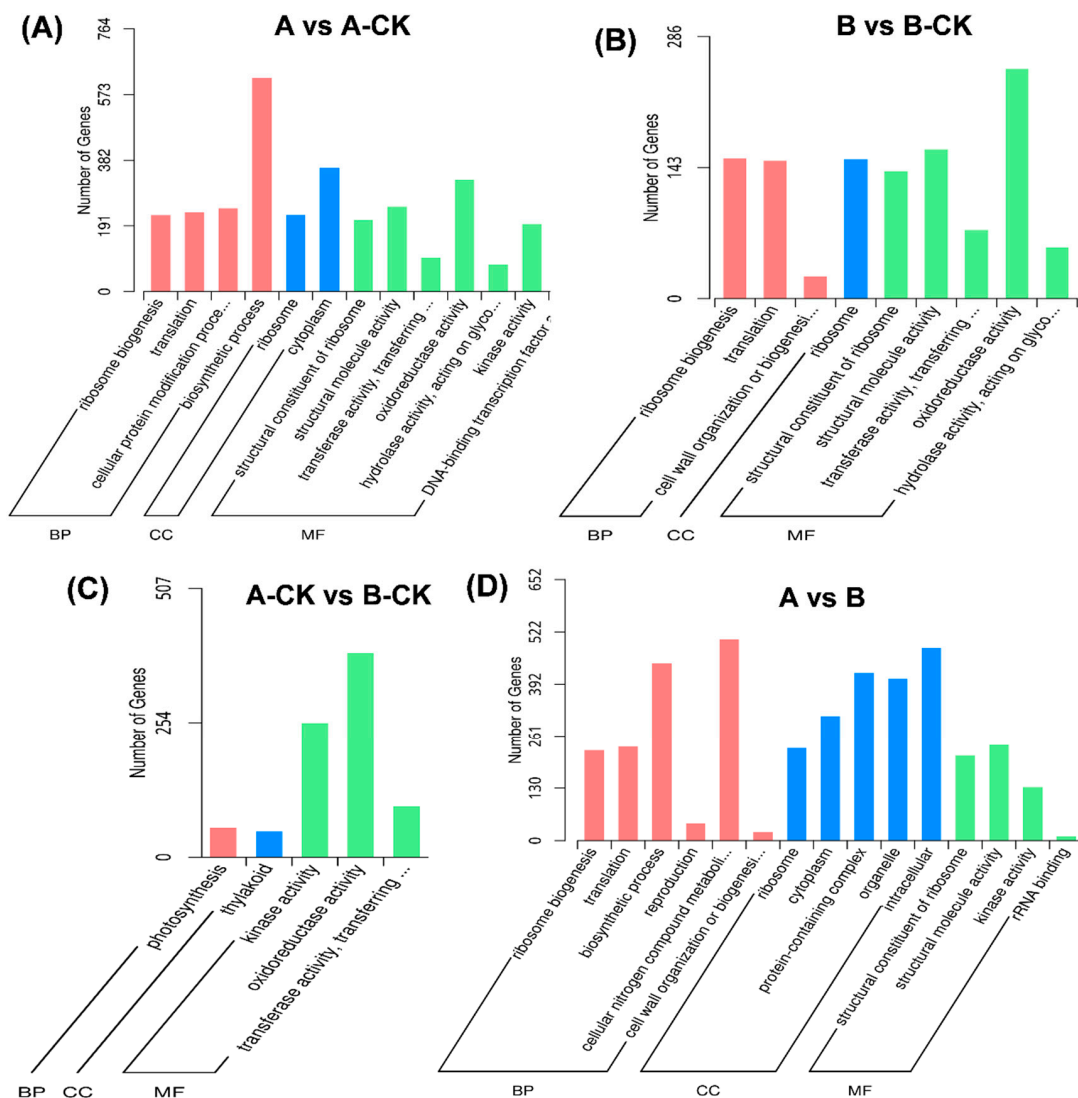 (A)
A vs A-CK
Number of Genes
764
573
382
191
0
ribosome biogenesis
translation
cellular protein modification proce...
biosynthetic process
ribosome
cytoplasm
structural constituent of ribosome
structural molecule activity
transferase activity, transferring ...
oxidoreductase activity
hydrolase activity, acting on glyco...
kinase activity
DNA-binding transcription factor
BP
CC
MF
(B)
B vs B-CK
Number of Genes
286
143
0
ribosome biogenesis
translation
cell wall organization or biogenesi...
ribosome
structural constituent of ribosome
structural molecule activity
transferase activity, transferring ...
oxidoreductase activity
hydrolase activity, acting on glyco...
BP
CC
MF
(C)
A-CK vs B-CK
Number of Genes
507
254
0
photosynthesis
thylakoid
kinase activity
oxidoreductase activity
transferase activity, transferring ...
BP
CC
MF
(D)
A vs B
Number of Genes
652
522
392
261
130
0
ribosome biogenesis
translation
biosynthetic process
reproduction
cellular nitrogen compound metaboli...
cell wall organization or biogenesi...
ribosome
cytoplasm
protein-containing complex
organelle
intracellular
structural constituent of ribosome
structural molecule activity
kinase activity
rRNA binding
BP
CC
MF